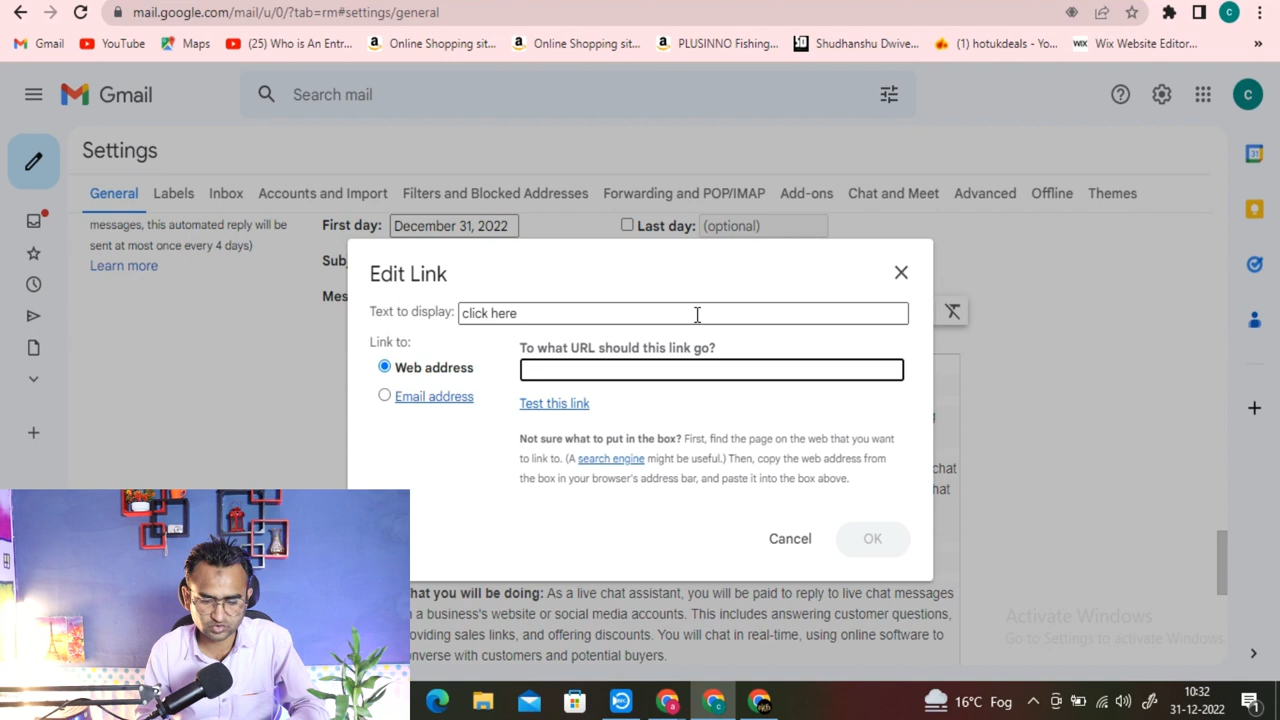 mail.google.com/mail/u/0/?tab=rm#settings/general
C
Gmail
YouTube
Maps
(25) Who is An Entr...
Online Shopping sit...
Online Shopping sit...
PLUSINNO Fishing...
Shudhanshu Dwive...
(1) hotukdeals - Yo...
WIX
Wix Website Editor...
»
Gmail
Search mail
C
Settings
General
Labels
Inbox
Accounts and Import
Filters and Blocked Addresses
Forwarding and POP/IMAP
Add-ons
Chat and Meet
Advanced
Offline
Themes
messages, this automated reply will be
sent at most once every 4 days)
Learn more
First day: December 31, 2022
Last day: (optional)
Sub
Mes
Edit Link
Text to display: click here
Link to:
Web address
Email address
To what URL should this link go?
Test this link
Not sure what to put in the box? First, find the page on the web that you want
to link to. (A search engine might be useful.) Then, copy the web address from
the box in your browser's address bar, and paste it into the box above.
Cancel
OK
chat
hat
hat you will be doing: As a live chat assistant, you will be paid to reply to live chat messages
a business's website or social media accounts. This includes answering customer questions,
oviding sales links, and offering discounts. You will chat in real-time, using online software to
nverse with customers and potential buyers.
Activate Windows
Go to Settings to activate Windows.
16°C Fog
10:32
31-12-2022